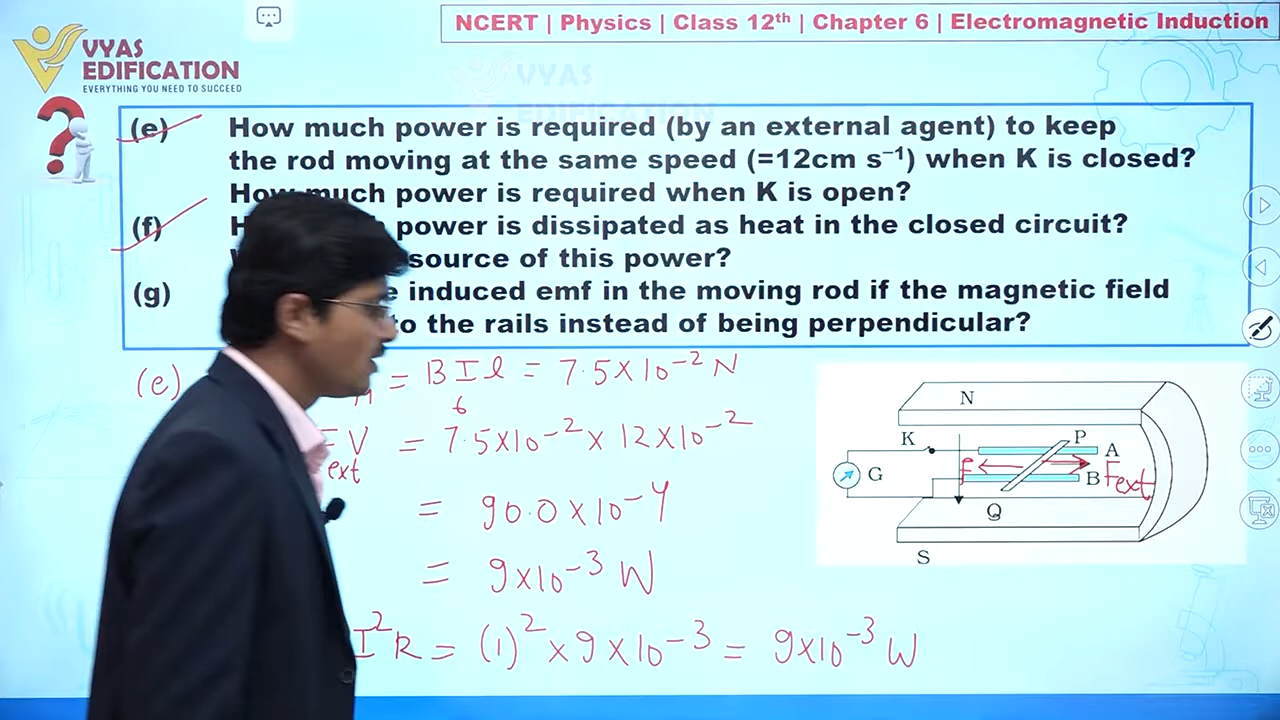 NCERT | Physics | Class 12th | Chapter 6 | Electromagnetic Induction
VYAS
EDIFICATION
EVERYTHING YOU NEED TO SUCCEED
VYAS
EDIFICATION
(e) How much power is required (by an external agent) to keep
the rod moving at the same speed (=12cm s⁻¹) when K is closed?
How much power is required when K is open?
(f) power is dissipated as heat in the closed circuit?
source of this power?
(g) induced emf in the moving rod if the magnetic field
to the rails instead of being perpendicular?
(e) = BIl = 7.5×10⁻² N
V ext = 7.5×10⁻² × 12×10⁻²
6
= 90.0×10⁻⁴
= 9×10⁻³ W
I²R = (1)² × 9×10⁻³ = 9×10⁻³ W
N
K
P
A
G
F
B
Fext
Q
S